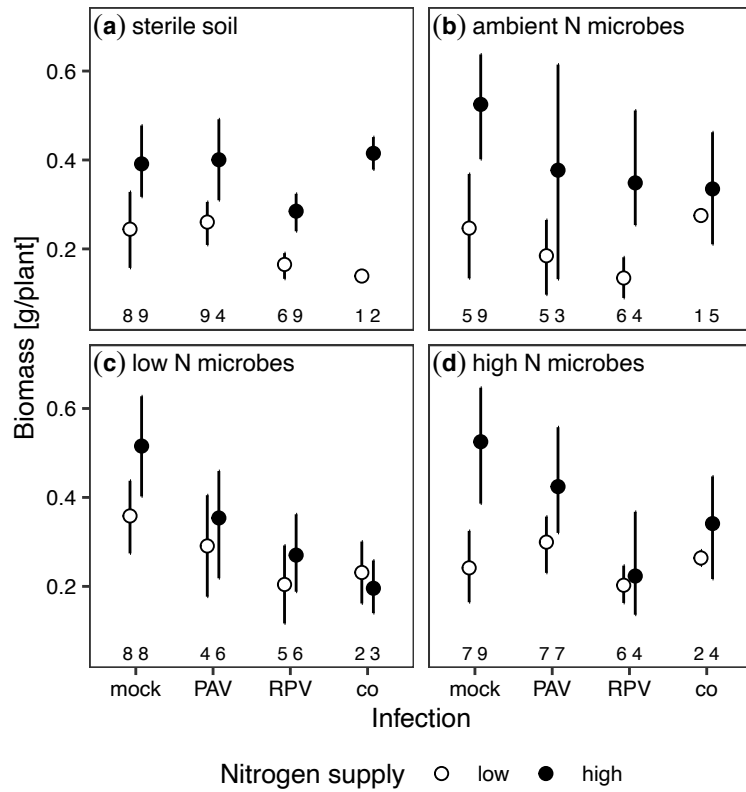 (a) sterile soil
(b) ambient N microbes
0.6
0.4
0.2
8 9 9 4 6 9 1 2
5 9 5 3 6 4 1 5
(c) low N microbes
(d) high N microbes
0.6
0.4
0.2
8 8 4 6 5 6 2 3
7 9 7 7 6 4 2 4
Biomass [g/plant]
mock PAV RPV co
mock PAV RPV co
Infection
Nitrogen supply low high